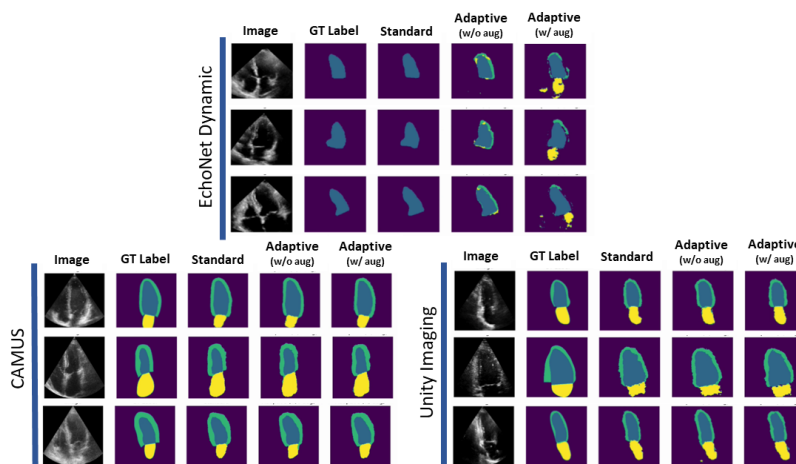 Image GT Label Standard Adaptive (w/o aug) Adaptive (w/ aug)
EchoNet Dynamic
Image GT Label Standard Adaptive (w/o aug) Adaptive (w/ aug)
CAMUS
Image GT Label Standard Adaptive (w/o aug) Adaptive (w/ aug)
Unity Imaging